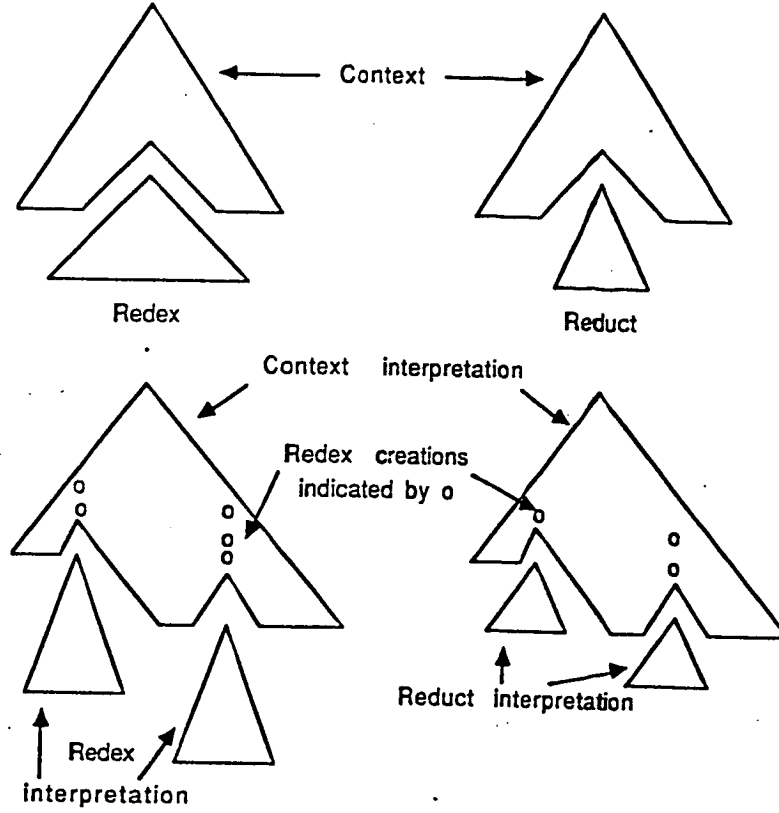 Context
Redex
Reduct
Context interpretation
Redex creations
indicated by o
Reduct interpretation
Redex
interpretation